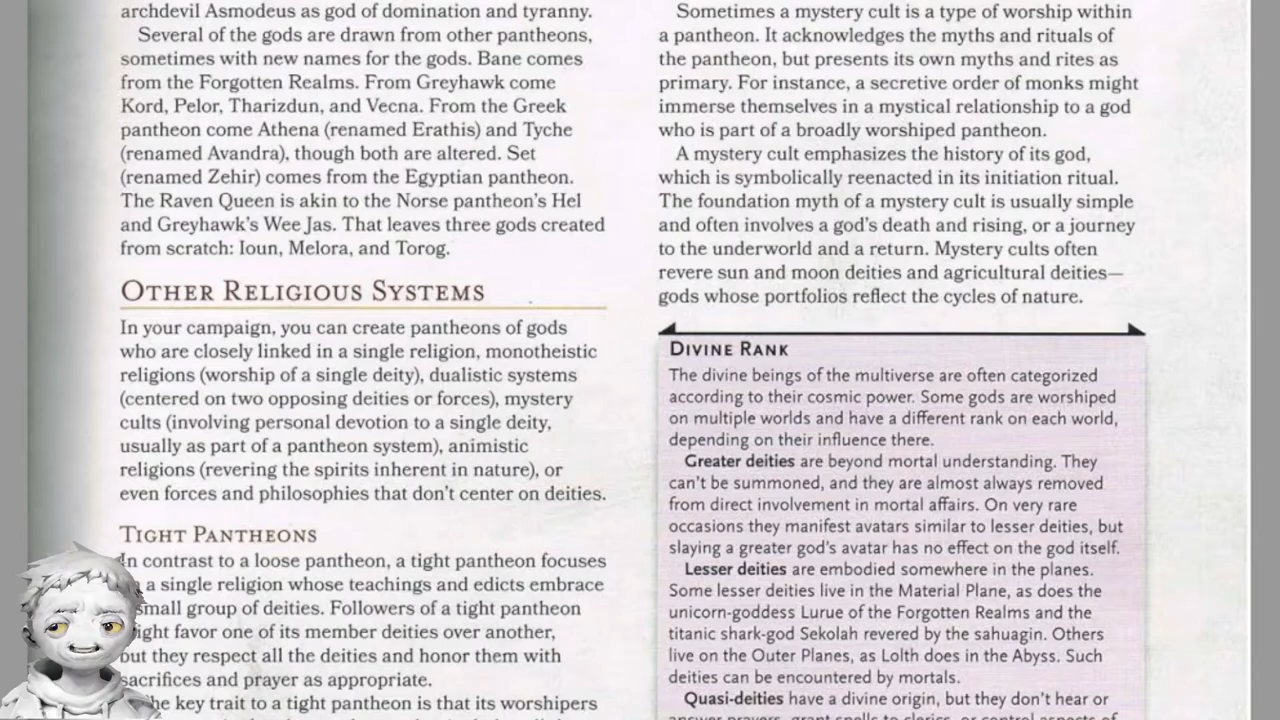 archdevil Asmodeus as god of domination and tyranny.
Several of the gods are drawn from other pantheons,
sometimes with new names for the gods. Bane comes
from the Forgotten Realms. From Greyhawk come
Kord, Pelor, Tharizdun, and Vecna. From the Greek
pantheon come Athena (renamed Erathis) and Tyche
(renamed Avandra), though both are altered. Set
(renamed Zehir) comes from the Egyptian pantheon.
The Raven Queen is akin to the Norse pantheon's Hel
and Greyhawk's Wee Jas. That leaves three gods created
from scratch: Ioun, Melora, and Torog.
Other Religious Systems
In your campaign, you can create pantheons of gods
who are closely linked in a single religion, monotheistic
religions (worship of a single deity), dualistic systems
(centered on two opposing deities or forces), mystery
cults (involving personal devotion to a single deity,
usually as part of a pantheon system), animistic
religions (revering the spirits inherent in nature), or
even forces and philosophies that don't center on deities.
Tight Pantheons
In contrast to a loose pantheon, a tight pantheon focuses
a single religion whose teachings and edicts embrace
small group of deities. Followers of a tight pantheon
ight favor one of its member deities over another,
but they respect all the deities and honor them with
sacrifices and prayer as appropriate.
he key trait to a tight pantheon is that its worshipers
Sometimes a mystery cult is a type of worship within
a pantheon. It acknowledges the myths and rituals of
the pantheon, but presents its own myths and rites as
primary. For instance, a secretive order of monks might
immerse themselves in a mystical relationship to a god
who is part of a broadly worshiped pantheon.
A mystery cult emphasizes the history of its god,
which is symbolically reenacted in its initiation ritual.
The foundation myth of a mystery cult is usually simple
and often involves a god's death and rising, or a journey
to the underworld and a return. Mystery cults often
revere sun and moon deities and agricultural deities—
gods whose portfolios reflect the cycles of nature.
Divine Rank
The divine beings of the multiverse are often categorized
according to their cosmic power. Some gods are worshiped
on multiple worlds and have a different rank on each world,
depending on their influence there.
Greater deities are beyond mortal understanding. They
can't be summoned, and they are almost always removed
from direct involvement in mortal affairs. On very rare
occasions they manifest avatars similar to lesser deities, but
slaying a greater god's avatar has no effect on the god itself.
Lesser deities are embodied somewhere in the planes.
Some lesser deities live in the Material Plane, as does the
unicorn-goddess Lurue of the Forgotten Realms and the
titanic shark-god Sekolah revered by the sahuagin. Others
live on the Outer Planes, as Lolth does in the Abyss. Such
deities can be encountered by mortals.
Quasi-deities have a divine origin, but they don't hear or
answer prayers, grant spells to clerics, or control aspects of